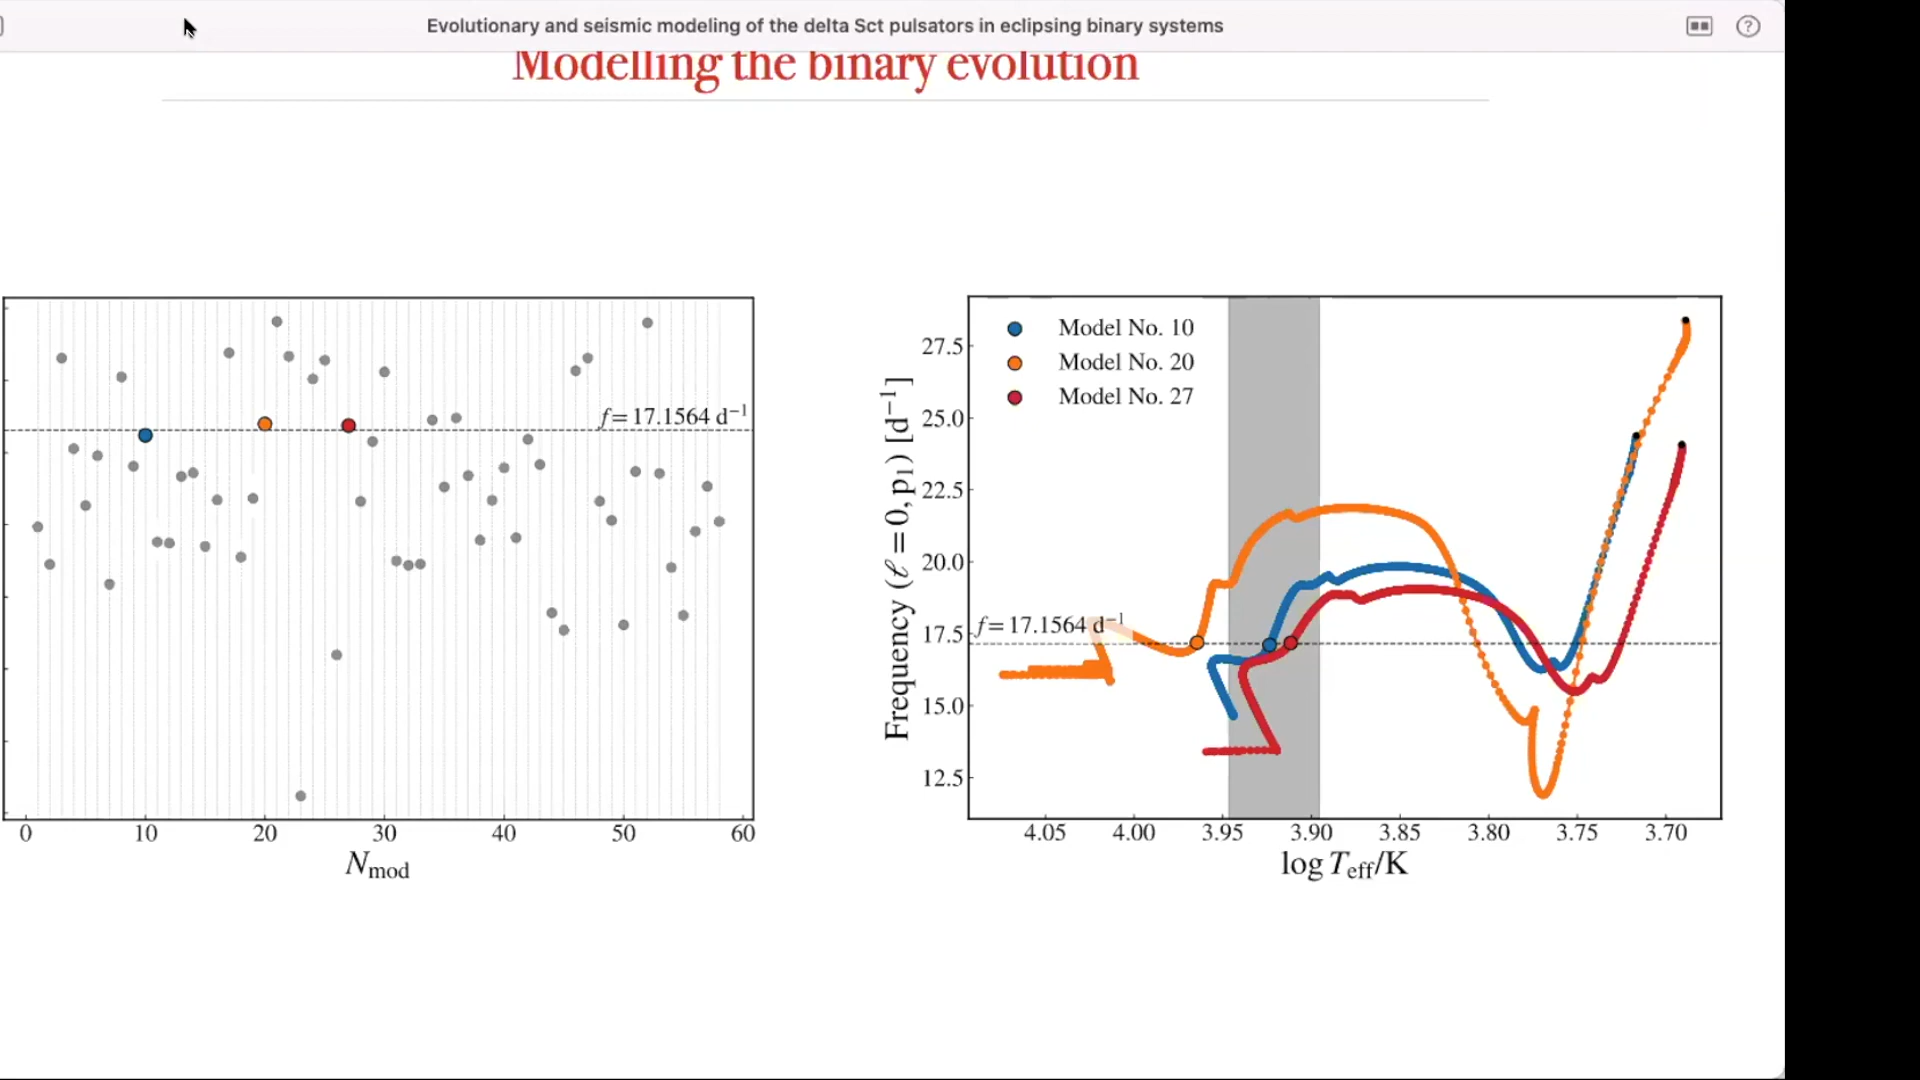 Evolutionary and seismic modeling of the delta Sct pulsators in eclipsing binary systems
?
Modelling the binary evolution
f = 17.1564 d⁻¹
0 10 20 30 40 50 60
N_mod
Model No. 10
Model No. 20
Model No. 27
f = 17.1564 d⁻¹
27.5
25.0
22.5
20.0
17.5
15.0
12.5
Frequency (ℓ = 0, p₁) [d⁻¹]
4.05 4.00 3.95 3.90 3.85 3.80 3.75 3.70
log T_eff/K